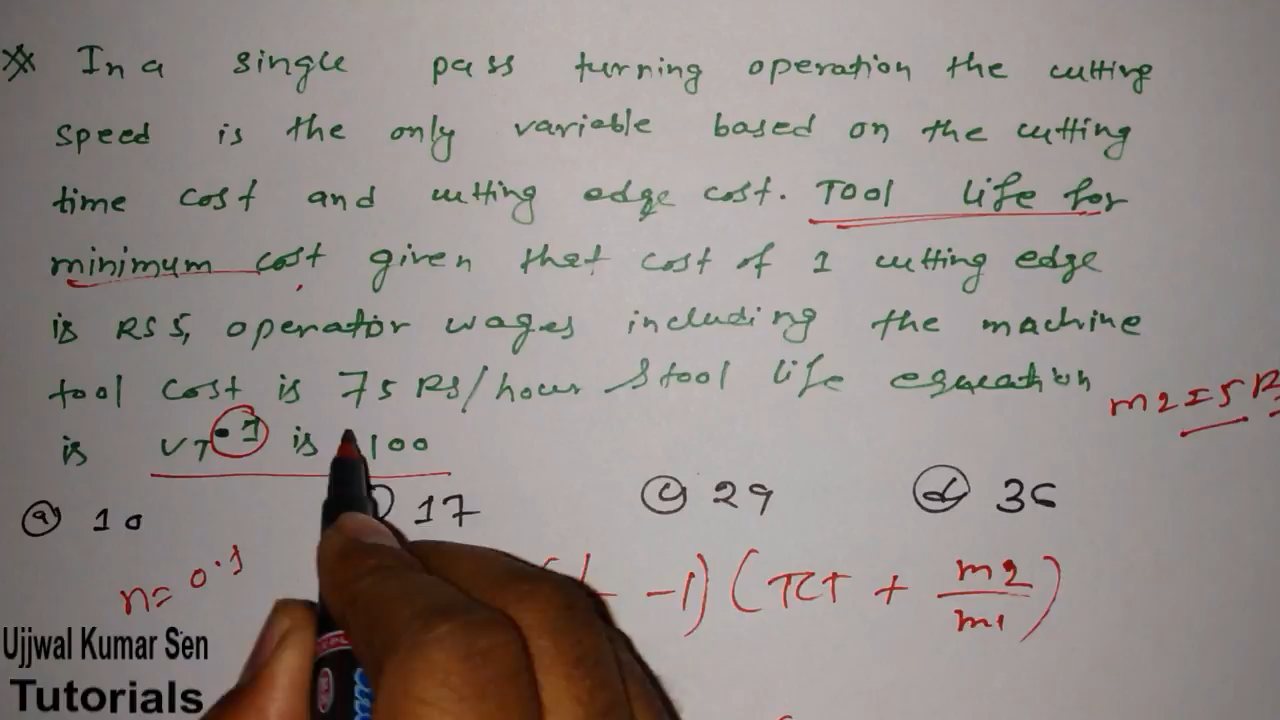 In a single pass turning operation the cutting
speed is the only variable based on the cutting
time cost and cutting edge cost. Tool life for
minimum cost given that cost of 1 cutting edge
is RS 5, operator wages including the machine
tool cost is 75 RS/hour & tool life equation
m2=5R
is VT^.1 is 100
ⓐ 10 17 ⓒ 29 ⓓ 36
n=0.1
-1) (TCT + m2/m1)
Ujjwal Kumar Sen
Tutorials